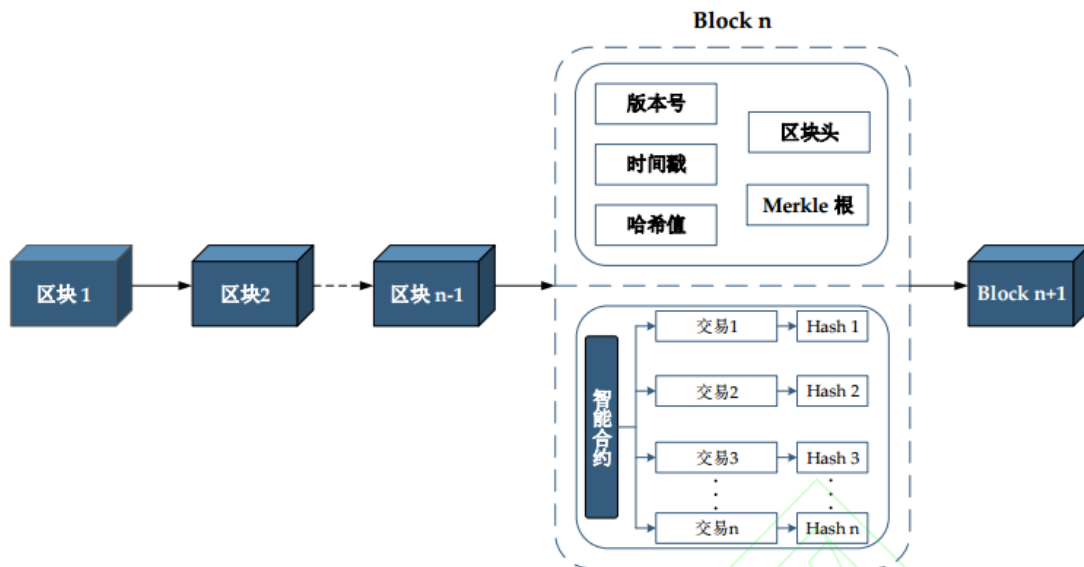 Block n
版本号
时间戳
哈希值
区块头
Merkle 根
区块 1
区块2
区块 n-1
Block n+1
智能合约
交易1
Hash 1
交易2
Hash 2
交易3
Hash 3
交易n
Hash n